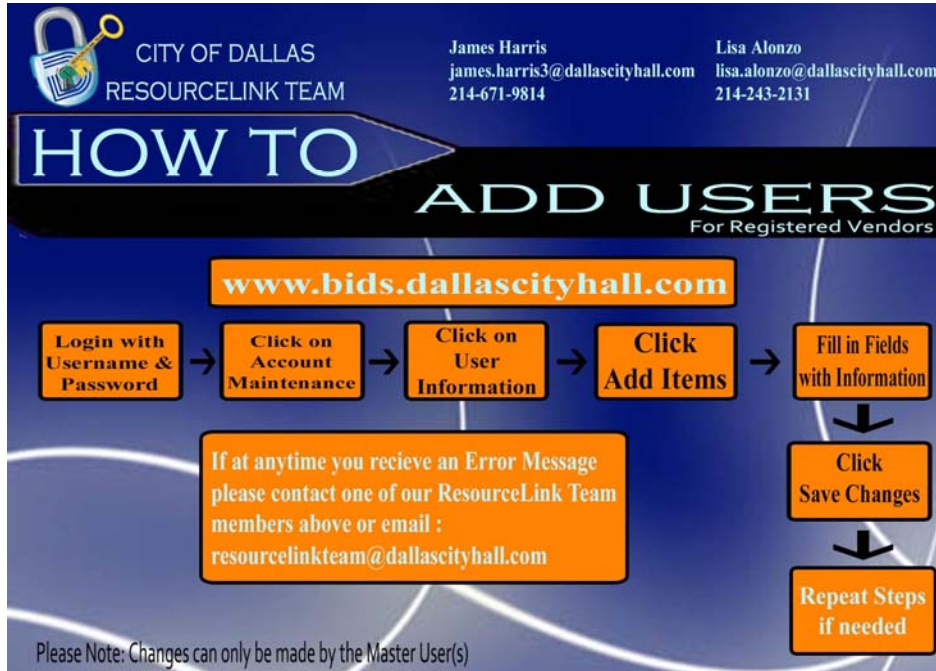 CITY OF DALLAS
RESOURCELINK TEAM
James Harris
james.harris3@dallascityhall.com
214-671-9814
Lisa Alonzo
lisa.alonzo@dallascityhall.com
214-243-2131
HOW TO
ADD USERS
For Registered Vendors
www.bids.dallascityhall.com
Login with
Username &
Password
Click on
Account
Maintenance
Click on
User
Information
Click
Add Items
Fill in Fields
with Information
Click
Save Changes
Repeat Steps
if needed
If at anytime you recieve an Error Message
please contact one of our ResourceLink Team
members above or email :
resourcelinkteam@dallascityhall.com
Please Note: Changes can only be made by the Master User(s)